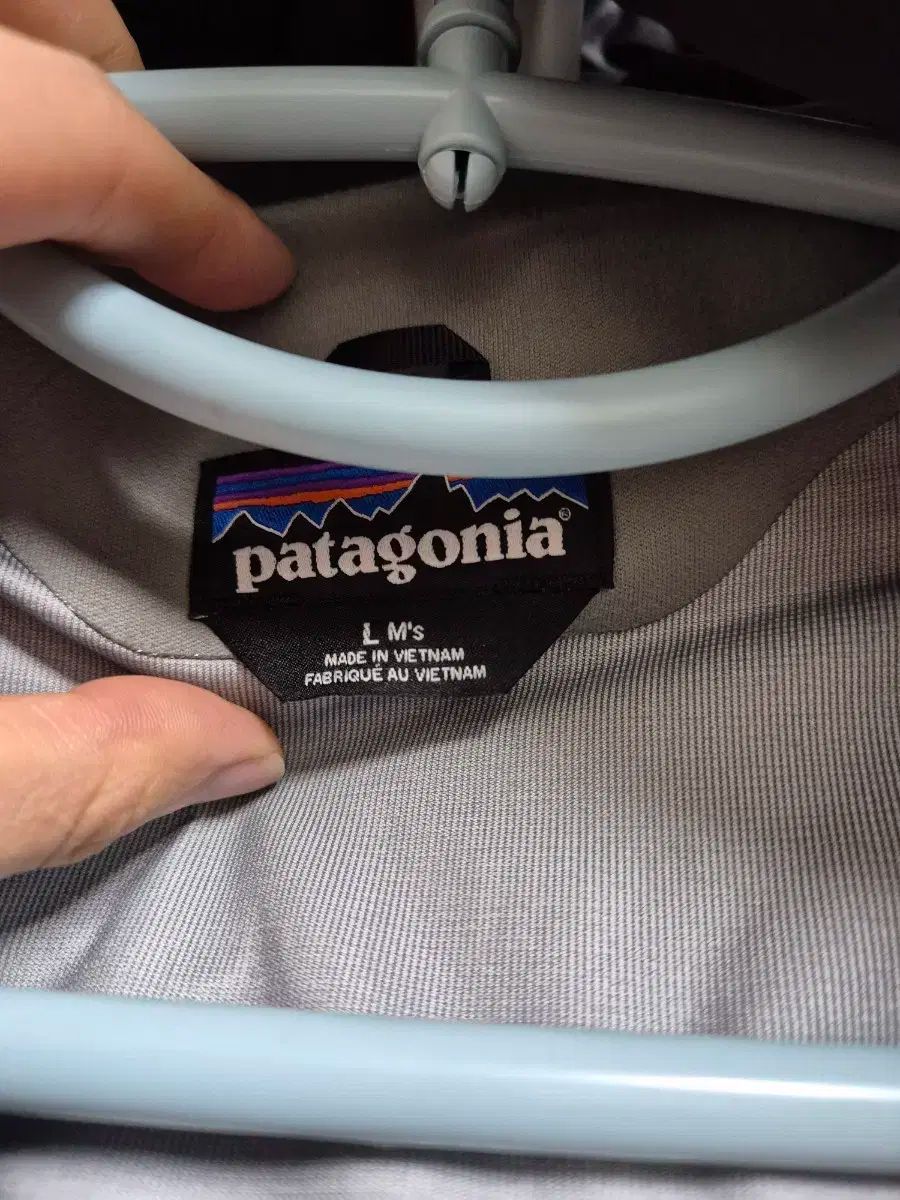 patagonia®
L M's
MADE IN VIETNAM
FABRIQUÉ AU VIETNAM